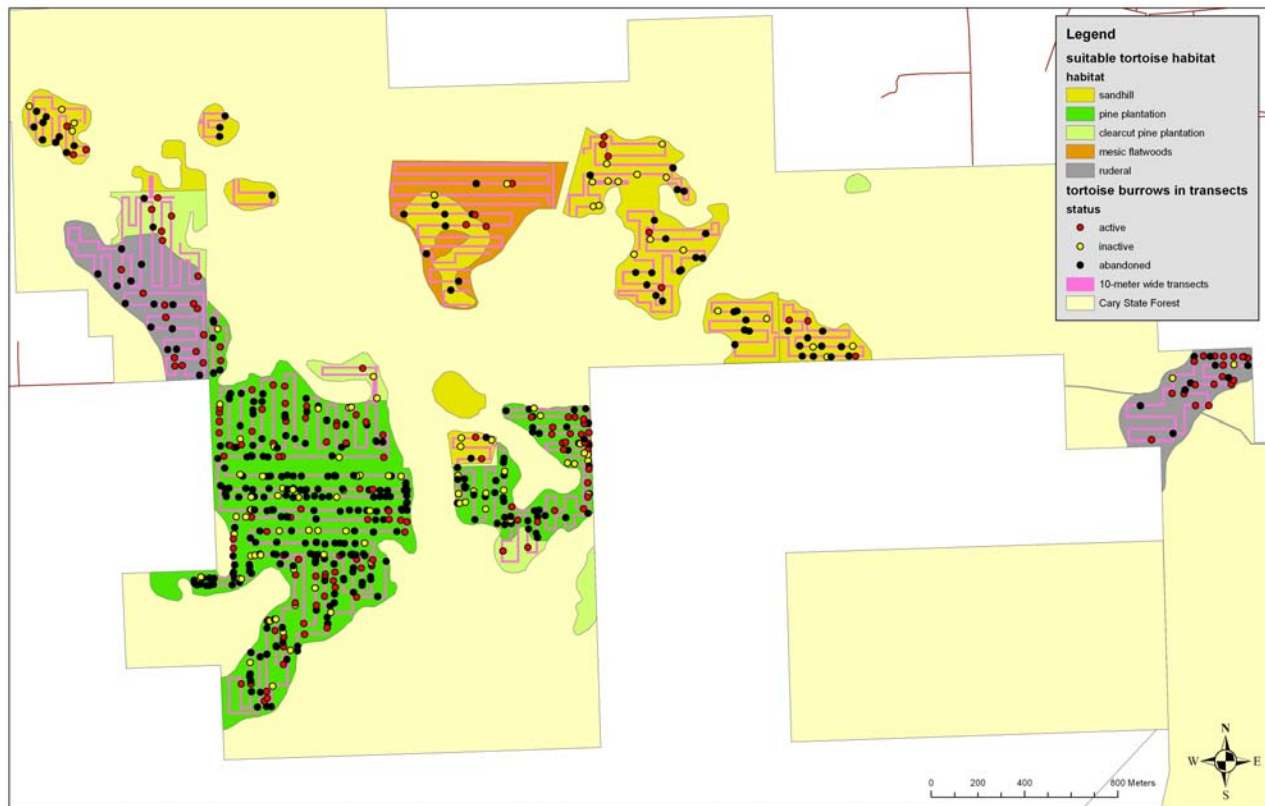 Legend
suitable tortoise habitat
habitat
sandhill
pine plantation
clearcut pine plantation
mesic flatwoods
ruderal
tortoise burrows in transects
status
active
inactive
abandoned
10-meter wide transects
Cary State Forest
N
W E
S
0 200 400 800 Meters